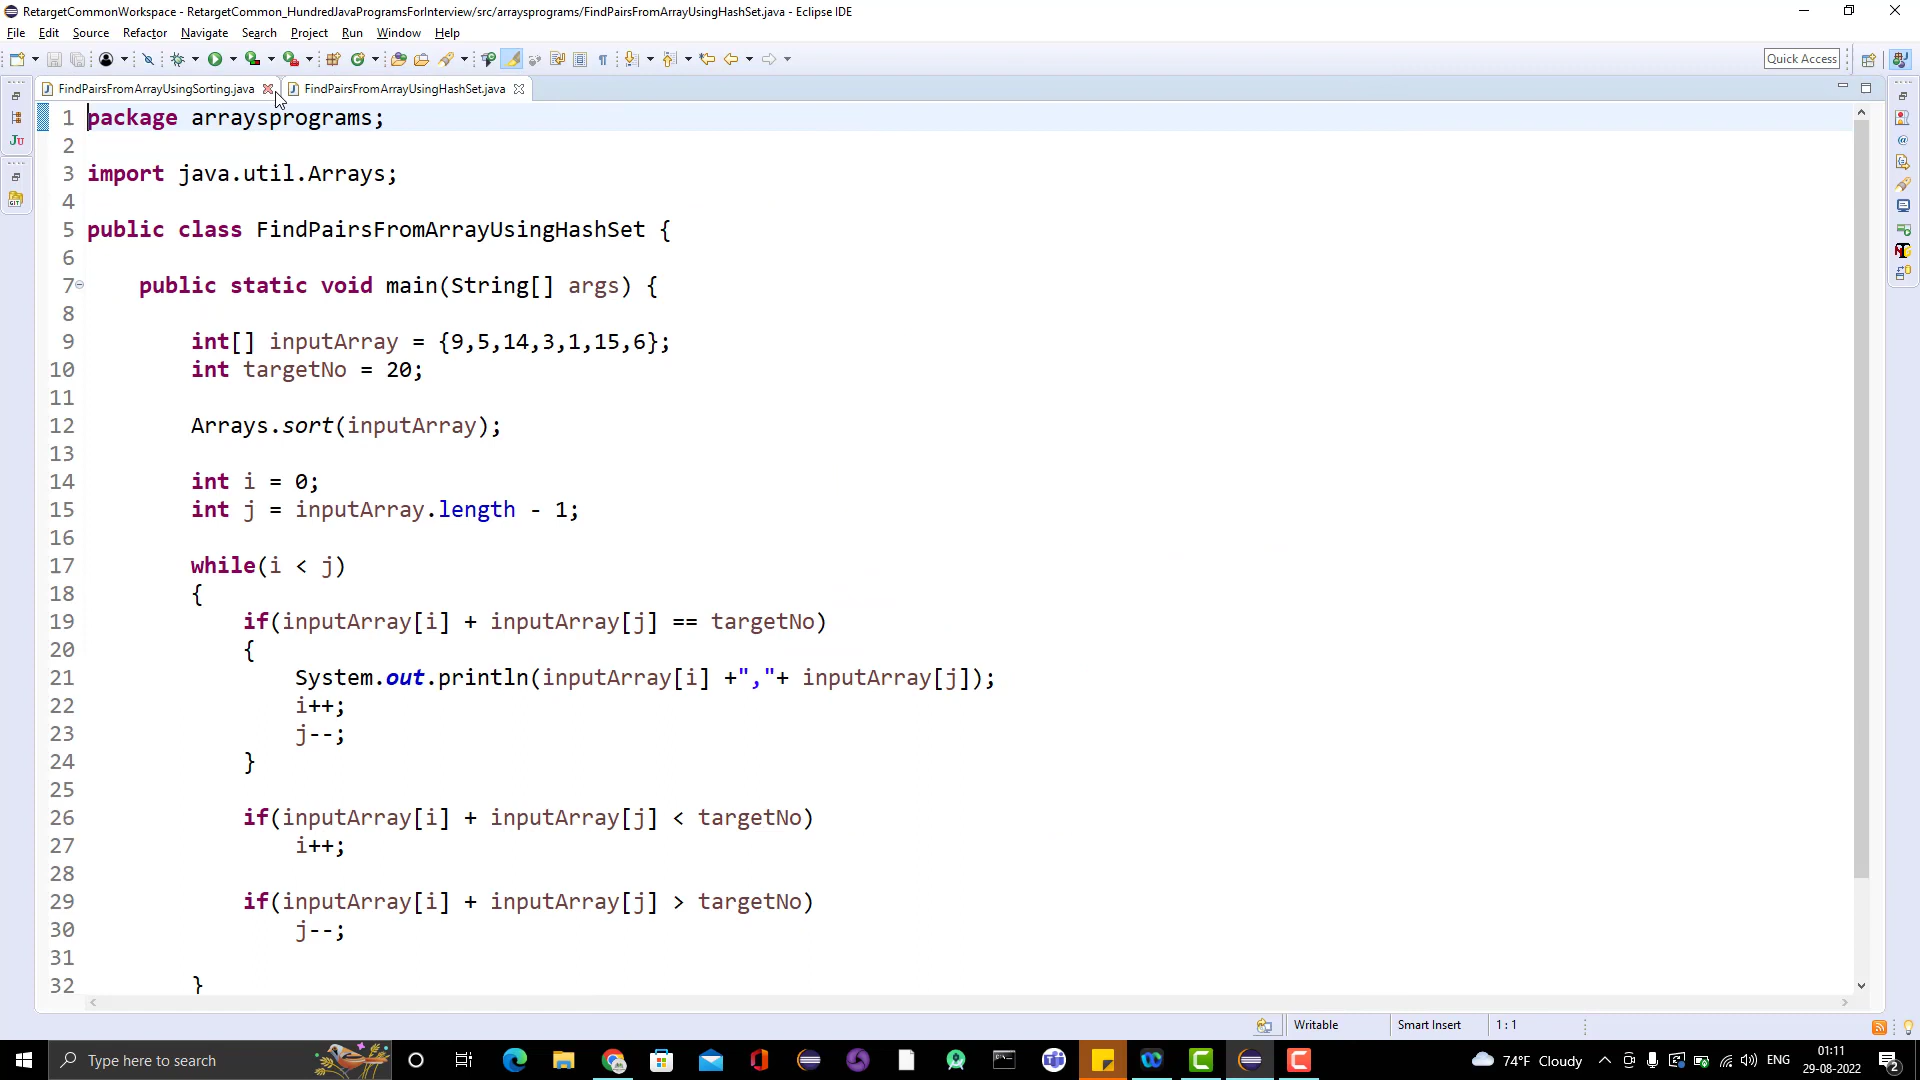 RetargetCommonWorkspace - RetargetCommon_HundredJavaProgramsForInterview/src/arraysprograms/FindPairsFromArrayUsingHashSet.java - Eclipse IDE
File Edit Source Refactor Navigate Search Project Run Window Help
Quick Access
FindPairsFromArrayUsingSorting.java FindPairsFromArrayUsingHashSet.java
1 package arraysprograms;
2
3 import java.util.Arrays;
4
5 public class FindPairsFromArrayUsingHashSet {
6
7 public static void main(String[] args) {
8
9 int[] inputArray = {9,5,14,3,1,15,6};
10 int targetNo = 20;
11
12 Arrays.sort(inputArray);
13
14 int i = 0;
15 int j = inputArray.length - 1;
16
17 while(i < j)
18 {
19 if(inputArray[i] + inputArray[j] == targetNo)
20 {
21 System.out.println(inputArray[i] +","+ inputArray[j]);
22 i++;
23 j--;
24 }
25
26 if(inputArray[i] + inputArray[j] < targetNo)
27 i++;
28
29 if(inputArray[i] + inputArray[j] > targetNo)
30 j--;
31
32 }
Writable Smart Insert 1 : 1
Type here to search
74°F Cloudy ENG 01:11
29-08-2022 2